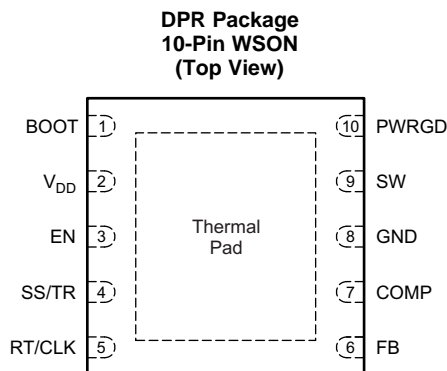 DPR Package
10-Pin WSON
(Top View)
BOOT 1 10 PWRGD
VDD 2 9 SW
EN 3 8 GND
Thermal
Pad
SS/TR 4 7 COMP
RT/CLK 5 6 FB